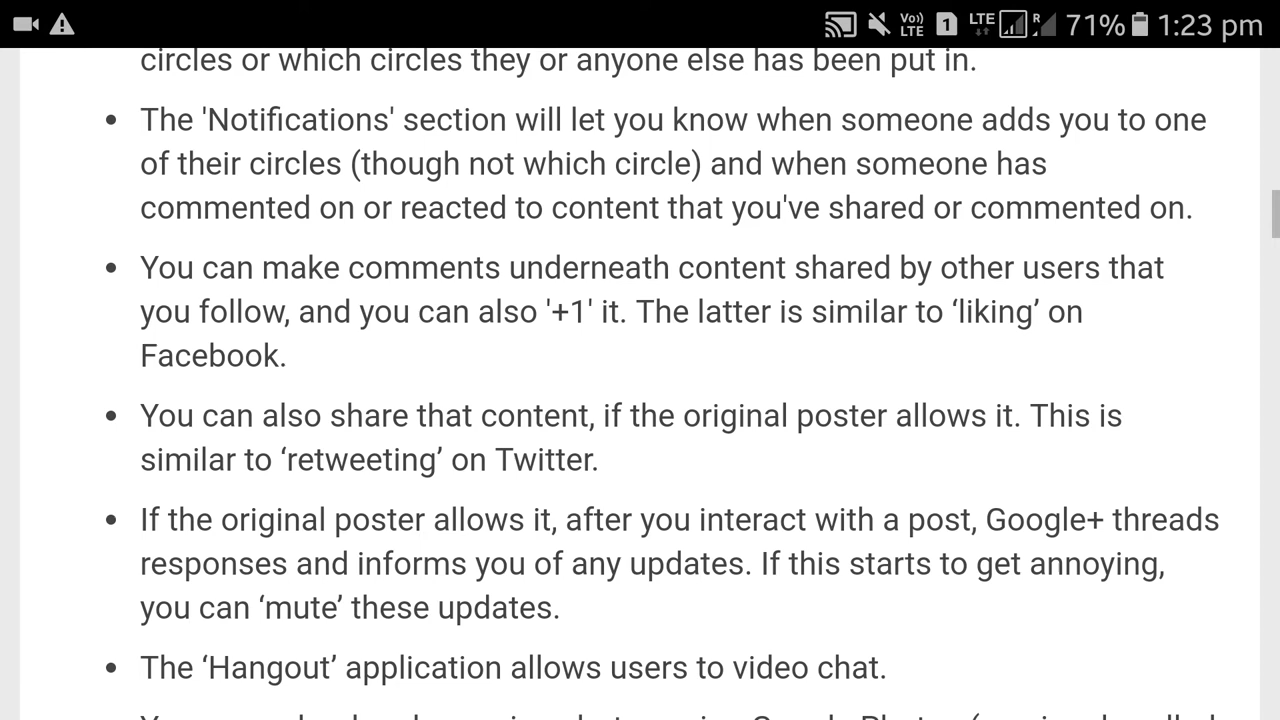 LTE 1 LTE R 71% 1:23 pm
circles or which circles they or anyone else has been put in.
• The 'Notifications' section will let you know when someone adds you to one
of their circles (though not which circle) and when someone has
commented on or reacted to content that you've shared or commented on.
• You can make comments underneath content shared by other users that
you follow, and you can also '+1' it. The latter is similar to ‘liking’ on
Facebook.
• You can also share that content, if the original poster allows it. This is
similar to ‘retweeting’ on Twitter.
• If the original poster allows it, after you interact with a post, Google+ threads
responses and informs you of any updates. If this starts to get annoying,
you can ‘mute’ these updates.
• The ‘Hangout’ application allows users to video chat.